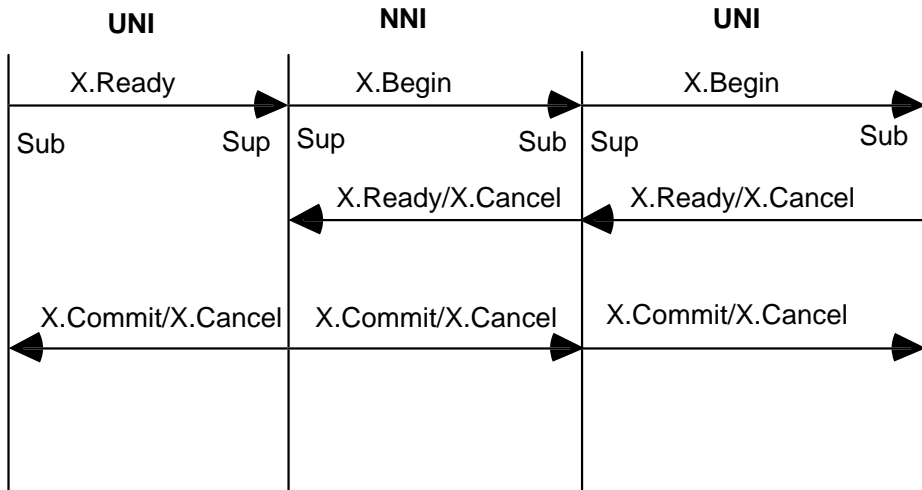 UNI NNI UNI
X.Ready X.Begin X.Begin
Sub Sup Sup Sub Sup Sub
X.Ready/X.Cancel X.Ready/X.Cancel
X.Commit/X.Cancel X.Commit/X.Cancel X.Commit/X.Cancel